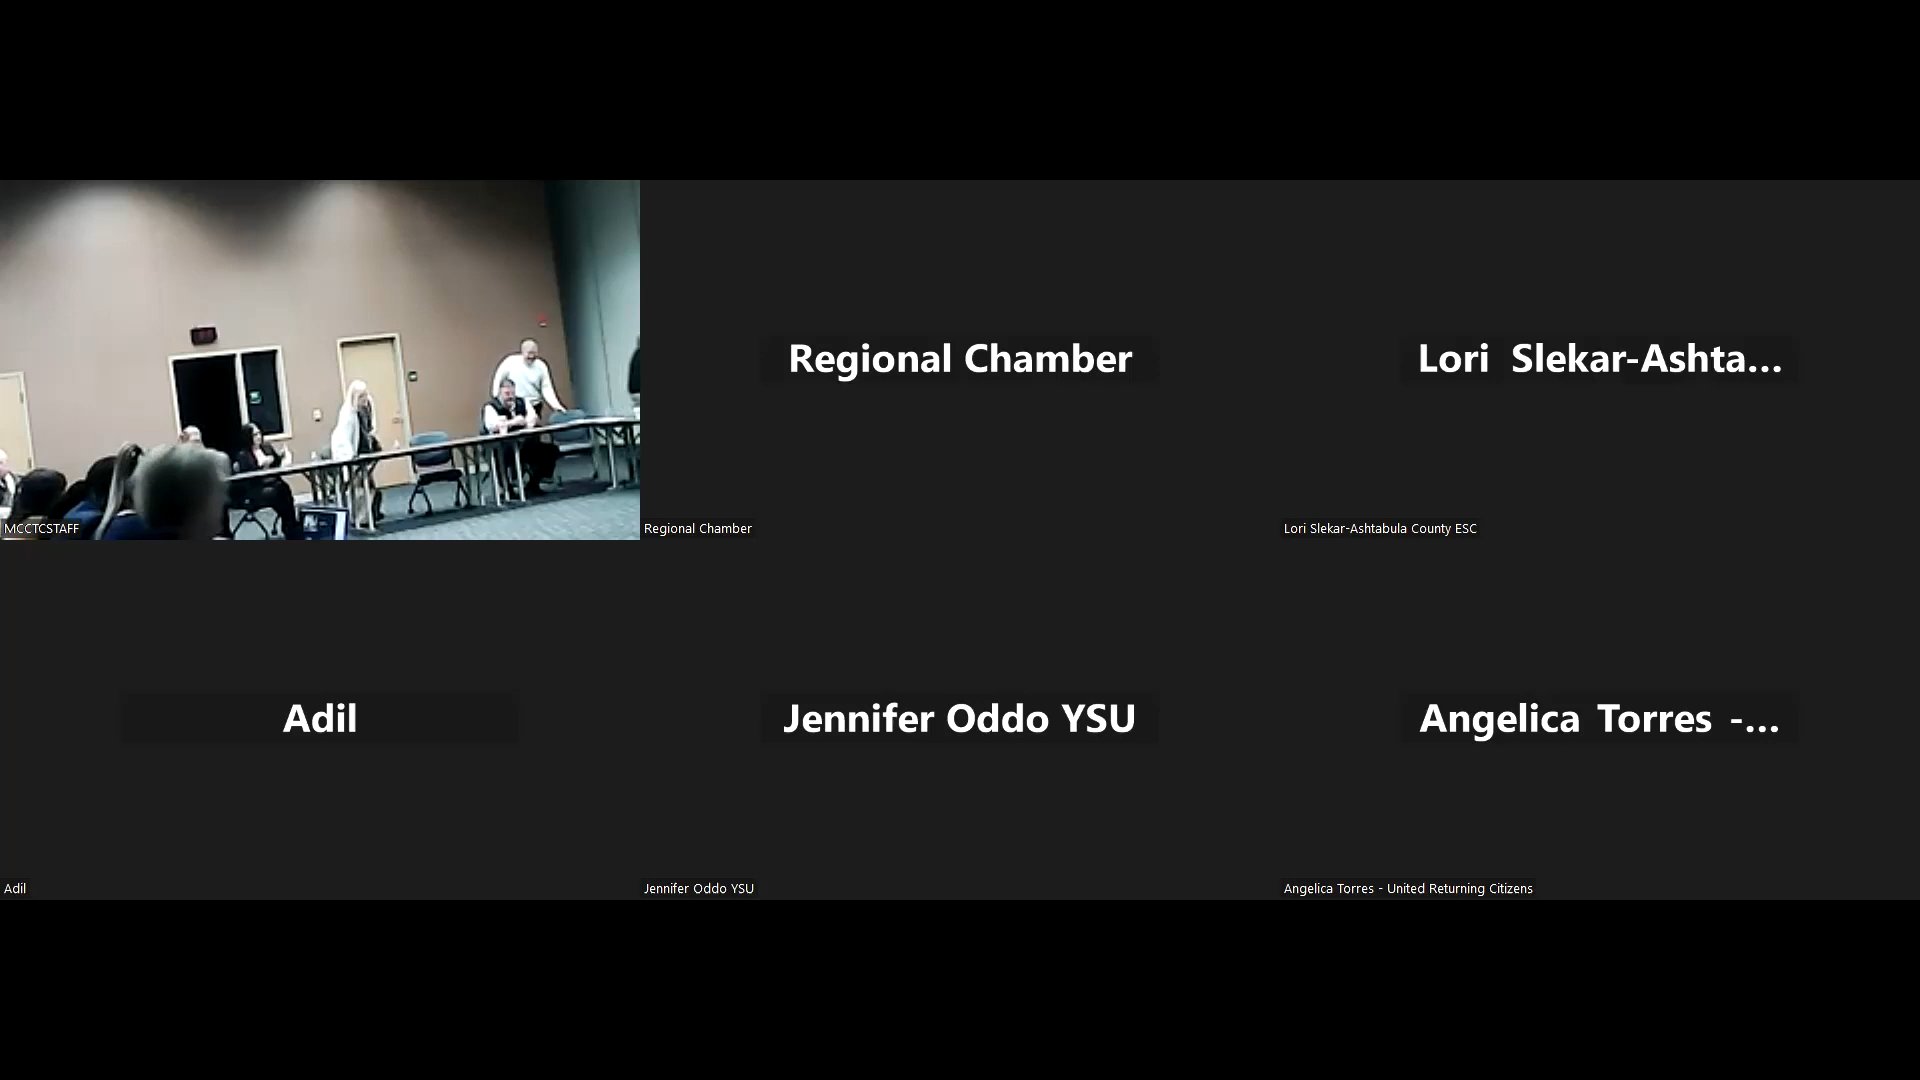 Regional Chamber
Lori Slekar-Ashta...
MCCTCSTAFF
Regional Chamber
Lori Slekar-Ashtabula County ESC
Adil
Jennifer Oddo YSU
Angelica Torres -...
Adil
Jennifer Oddo YSU
Angelica Torres - United Returning Citizens